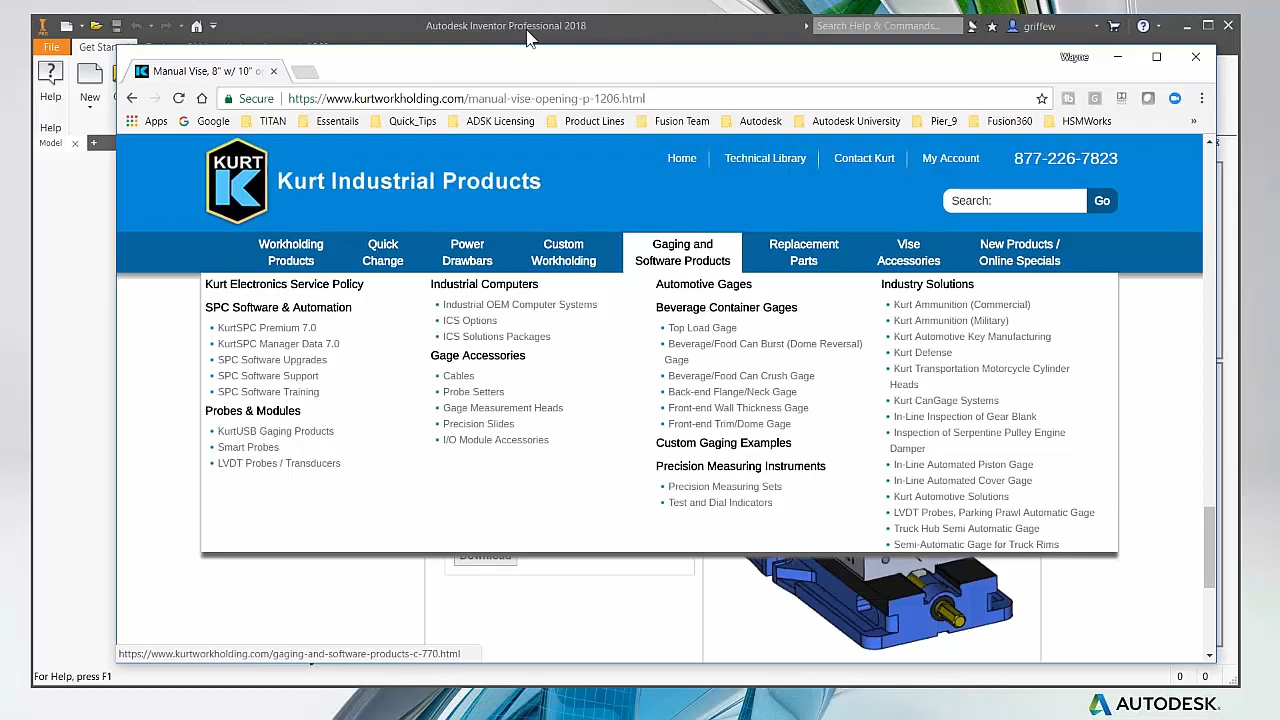 Autodesk Inventor Professional 2018
Search Help & Commands...
griffew
File
Get Star
Help
New
Help
Model
Manual Vise, 8" w/ 10" o
Wayne
Secure
https://www.kurtworkholding.com/manual-vise-opening-p-1206.html
Apps
Google
TITAN
Essentails
Quick_Tips
ADSK Licensing
Product Lines
Fusion Team
Autodesk
Autodesk University
Pier_9
Fusion360
HSMWorks
KURT
Kurt Industrial Products
Home
Technical Library
Contact Kurt
My Account
877-226-7823
Search:
Go
Workholding
Products
Quick
Change
Power
Drawbars
Custom
Workholding
Gaging and
Software Products
Replacement
Parts
Vise
Accessories
New Products /
Online Specials
Kurt Electronics Service Policy
SPC Software & Automation
KurtSPC Premium 7.0
KurtSPC Manager Data 7.0
SPC Software Upgrades
SPC Software Support
SPC Software Training
Probes & Modules
KurtUSB Gaging Products
Smart Probes
LVDT Probes / Transducers
Industrial Computers
Industrial OEM Computer Systems
ICS Options
ICS Solutions Packages
Gage Accessories
Cables
Probe Setters
Gage Measurement Heads
Precision Slides
I/O Module Accessories
Automotive Gages
Beverage Container Gages
Top Load Gage
Beverage/Food Can Burst (Dome Reversal)
Gage
Beverage/Food Can Crush Gage
Back-end Flange/Neck Gage
Front-end Wall Thickness Gage
Front-end Trim/Dome Gage
Custom Gaging Examples
Precision Measuring Instruments
Precision Measuring Sets
Test and Dial Indicators
Industry Solutions
Kurt Ammunition (Commercial)
Kurt Ammunition (Military)
Kurt Automotive Key Manufacturing
Kurt Defense
Kurt Transportation Motorcycle Cylinder
Heads
Kurt CanGage Systems
In-Line Inspection of Gear Blank
Inspection of Serpentine Pulley Engine
Damper
In-Line Automated Piston Gage
In-Line Automated Cover Gage
Kurt Automotive Solutions
LVDT Probes, Parking Prawl Automatic Gage
Truck Hub Semi Automatic Gage
Semi-Automatic Gage for Truck Rims
Download
https://www.kurtworkholding.com/gaging-and-software-products-c-770.html
For Help, press F1
0
0
AUTODESK.